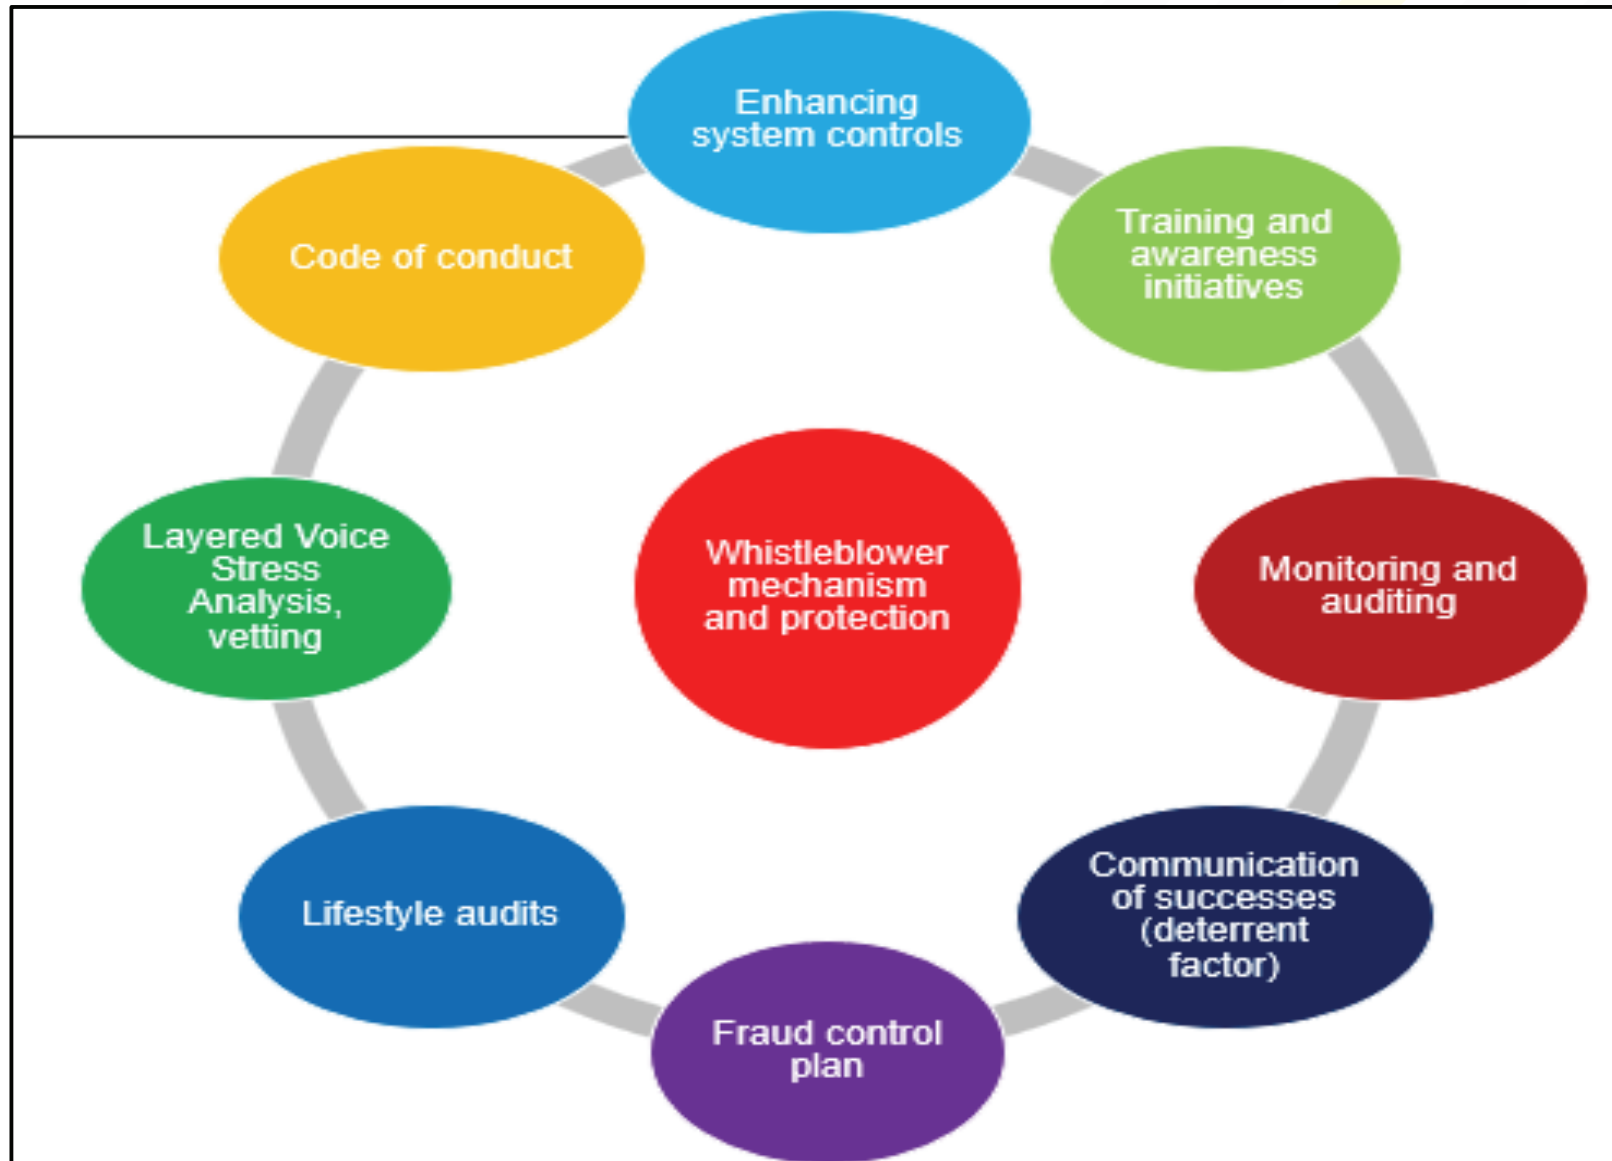 Enhancing
system controls
Training and
awareness
initiatives
Monitoring and
auditing
Communication
of successes
(deterrent
factor)
Fraud control
plan
Lifestyle audits
Layered Voice
Stress
Analysis,
vetting
Code of conduct
Whistleblower
mechanism
and protection